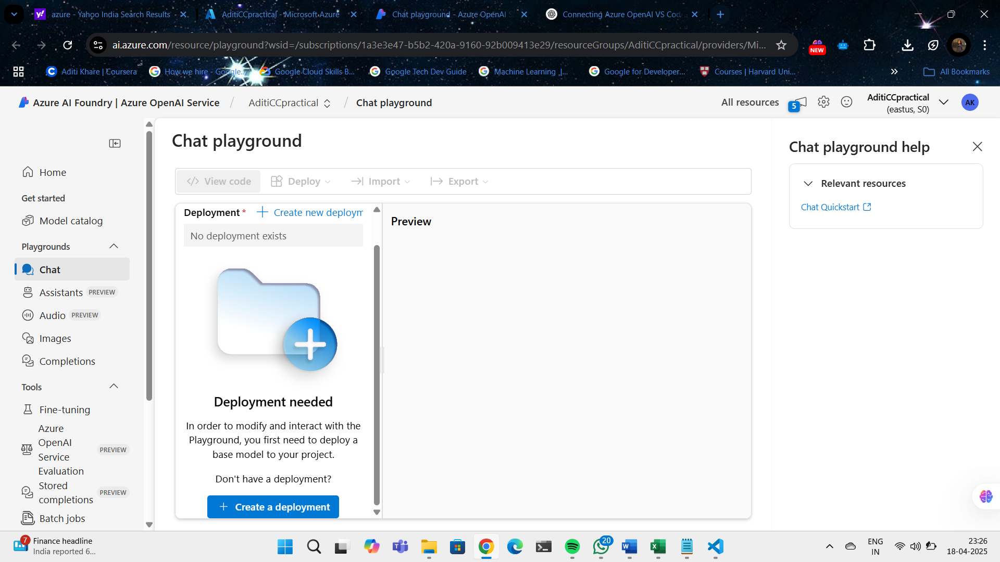 azure - Yahoo India Search Results
AditiCCpractical - Microsoft Azure
Chat playground - Azure OpenAI S
Connecting Azure OpenAI VS Cod
ai.azure.com/resource/playground?wsid=/subscriptions/1a3e3e47-b5b2-420a-9160-92b009413e29/resourceGroups/AditiCCpractical/providers/Mi...
NEW
Aditi Khare | Coursera
How we hire - Google...
Google Cloud Skills B...
Google Tech Dev Guide
Machine Learning |...
Google for Developer...
Courses | Harvard Uni...
All Bookmarks
Azure AI Foundry | Azure OpenAI Service / AditiCCpractical / Chat playground
All resources
5
AditiCCpractical
(eastus, S0)
AK
Home
Get started
Model catalog
Playgrounds
Chat
Assistants PREVIEW
Audio PREVIEW
Images
Completions
Tools
Fine-tuning
Azure
OpenAI
Service
Evaluation
PREVIEW
Stored
completions
PREVIEW
Batch jobs
Chat playground
View code
Deploy
Import
Export
Deployment *
Create new deploym
No deployment exists
Deployment needed
In order to modify and interact with the
Playground, you first need to deploy a
base model to your project.
Don't have a deployment?
Create a deployment
Preview
Chat playground help
Relevant resources
Chat Quickstart
7
Finance headline
India reported 6...
20
ENG
IN
23:26
18-04-2025